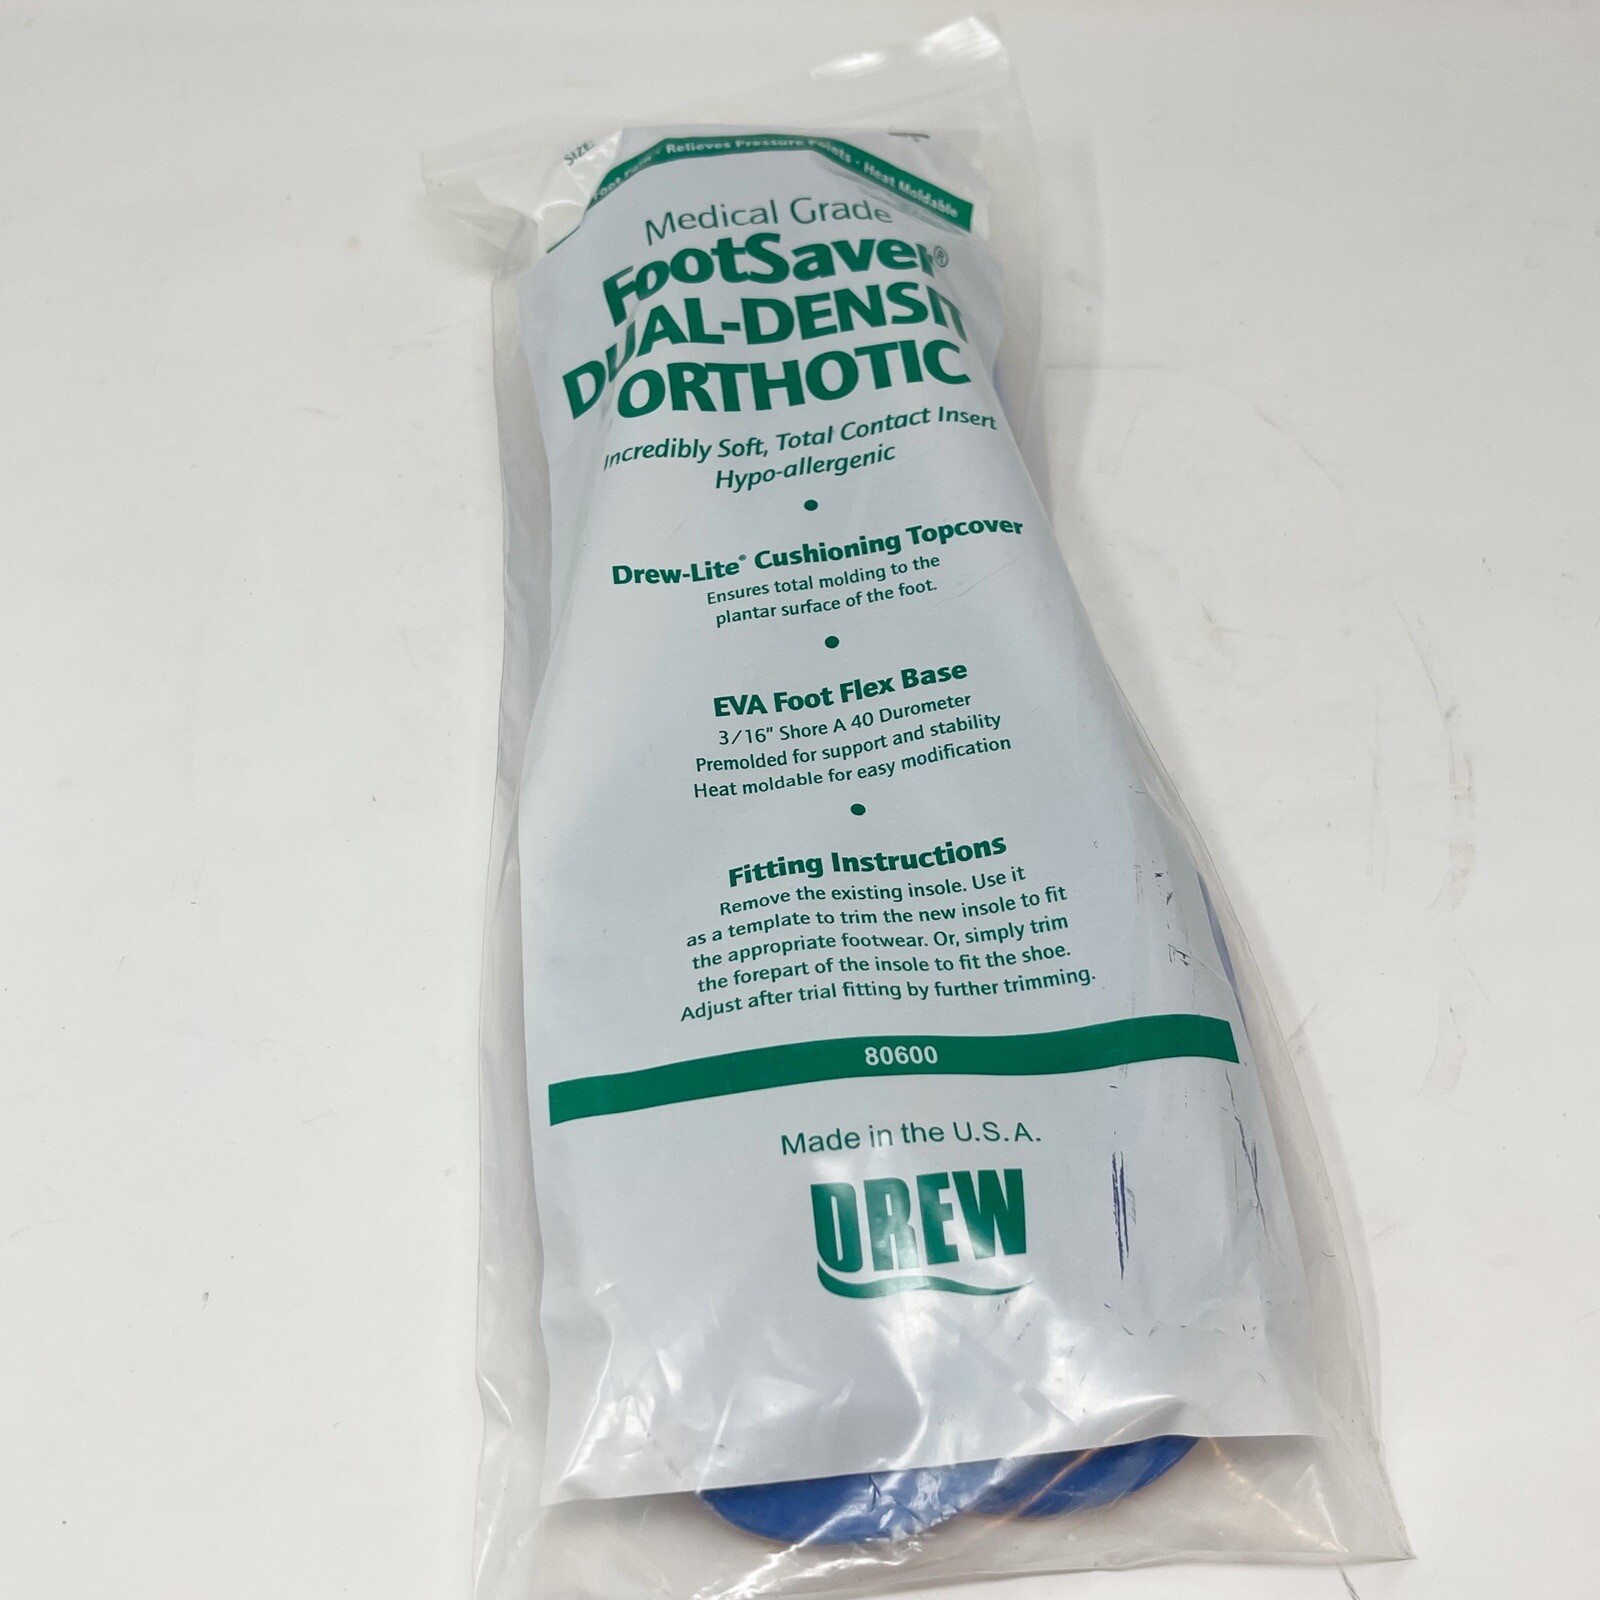 SIZE:
Foot Pain · Relieves Pressure Points · Heat Moldable
Medical Grade
FootSaver®
DUAL-DENSIT
ORTHOTIC
Incredibly Soft, Total Contact Insert
Hypo-allergenic
•
Drew-Lite® Cushioning Topcover
Ensures total molding to the
plantar surface of the foot.
•
EVA Foot Flex Base
3/16" Shore A 40 Durometer
Premolded for support and stability
Heat moldable for easy modification
•
Fitting Instructions
Remove the existing insole. Use it
as a template to trim the new insole to fit
the appropriate footwear. Or, simply trim
the forepart of the insole to fit the shoe.
Adjust after trial fitting by further trimming.
80600
Made in the U.S.A.
DREW